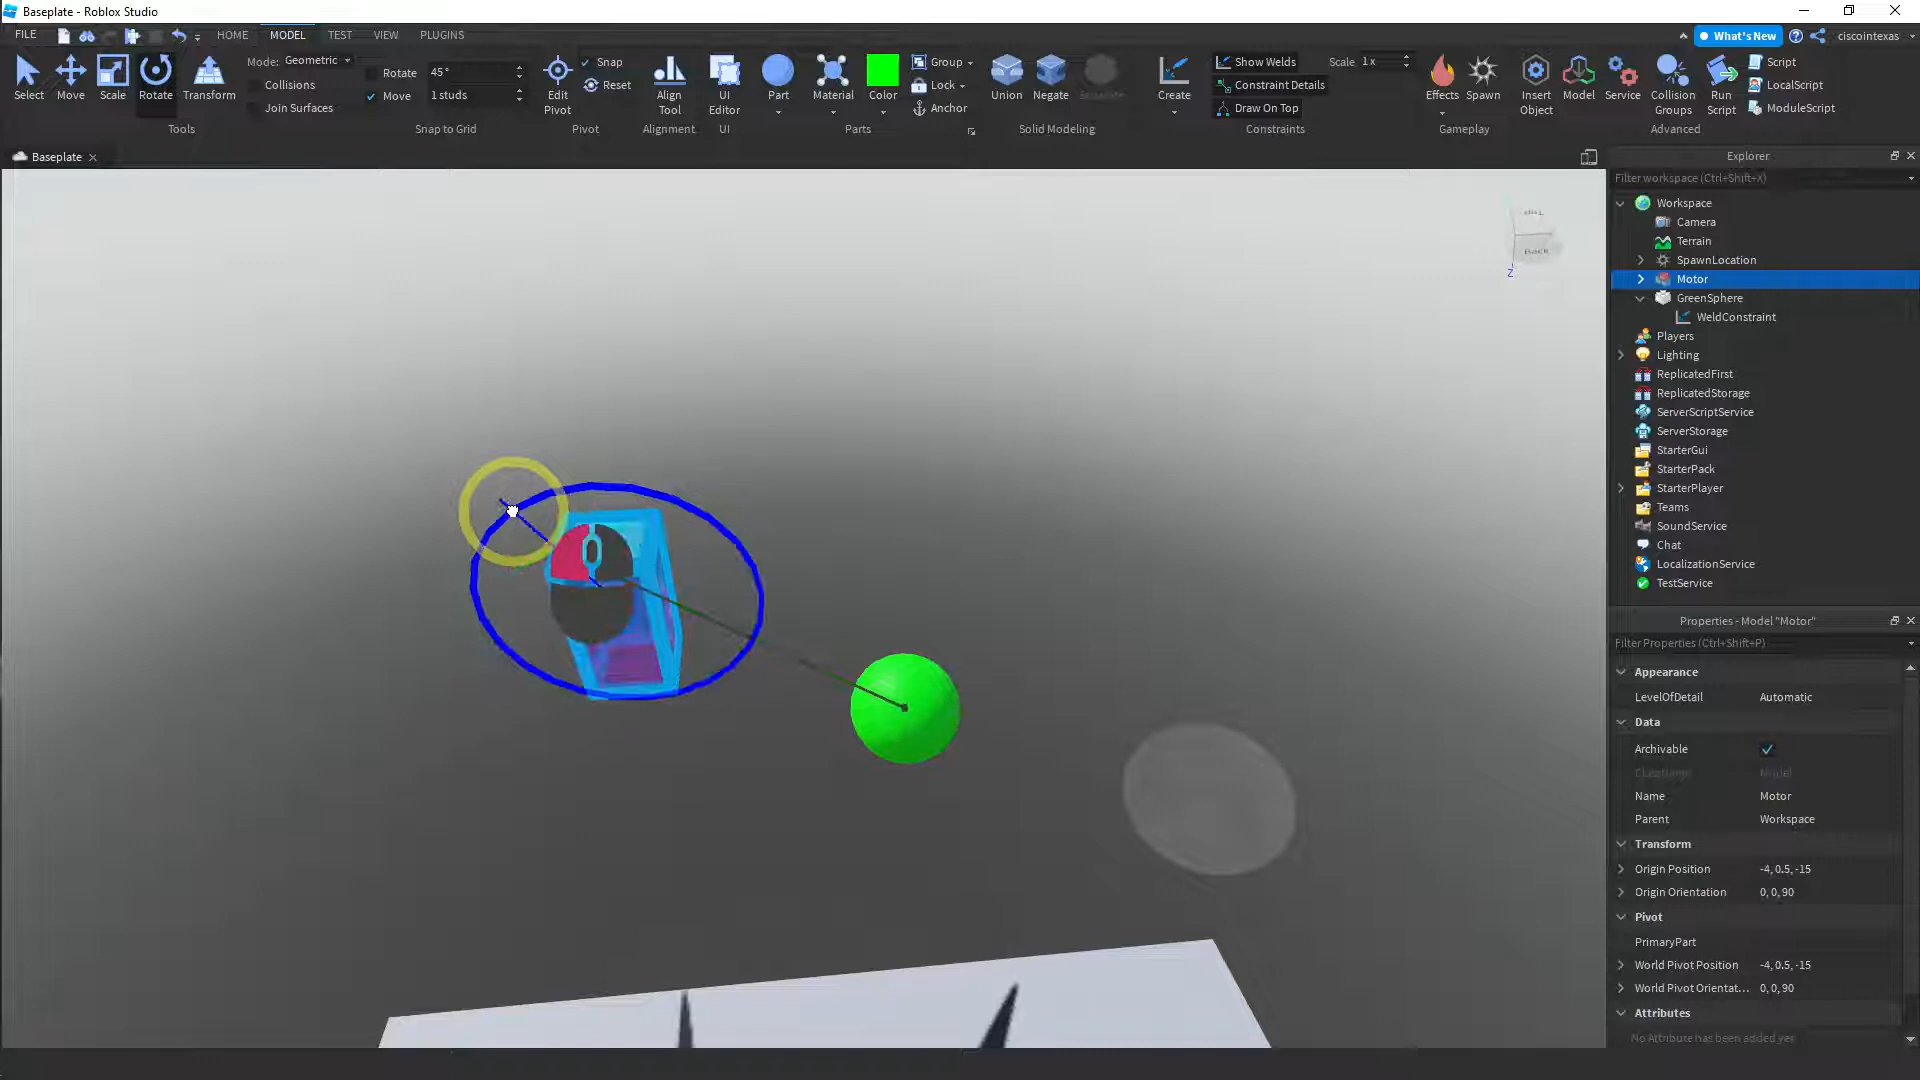 Baseplate - Roblox Studio
FILE
HOME
MODEL
TEST
VIEW
PLUGINS
What's New
ciscointexas
Select
Move
Scale
Rotate
Transform
Mode: Geometric
Collisions
Join Surfaces
Tools
Rotate 45°
Move 1 studs
Snap to Grid
Edit Pivot
Snap
Reset
Pivot
Align Tool
Alignment
UI Editor
UI
Part
Material
Color
Group
Lock
Anchor
Parts
Union
Negate
Separate
Solid Modeling
Create
Show Welds
Constraint Details
Draw On Top
Scale 1x
Constraints
Effects
Spawn
Gameplay
Insert Object
Model
Service
Collision Groups
Run Script
Script
LocalScript
ModuleScript
Advanced
Baseplate
Top
Back
Z
Explorer
Filter workspace (Ctrl+Shift+X)
Workspace
Camera
Terrain
SpawnLocation
Motor
GreenSphere
WeldConstraint
Players
Lighting
ReplicatedFirst
ReplicatedStorage
ServerScriptService
ServerStorage
StarterGui
StarterPack
StarterPlayer
Teams
SoundService
Chat
LocalizationService
TestService
Properties - Model "Motor"
Filter Properties (Ctrl+Shift+P)
Appearance
LevelOfDetail Automatic
Data
Archivable
ClassName Model
Name Motor
Parent Workspace
Transform
Origin Position -4, 0.5, -15
Origin Orientation 0, 0, 90
Pivot
PrimaryPart
World Pivot Position -4, 0.5, -15
World Pivot Orientat... 0, 0, 90
Attributes
No Attribute has been added yet